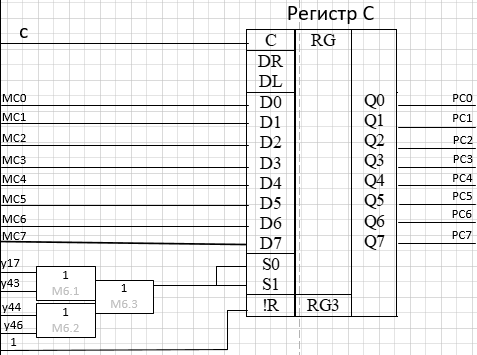 Регистр С
C
C RG
DR
DL
MC0 D0 Q0 PC0
MC1 D1 Q1 PC1
MC2 D2 Q2 PC2
MC3 D3 Q3 PC3
MC4 D4 Q4 PC4
MC5 D5 Q5 PC5
MC6 D6 Q6 PC6
MC7 D7 Q7 PC7
y17 S0
1
y43 M6.1 1 S1
M6.3
y44 1 !R RG3
y46 M6.2
1